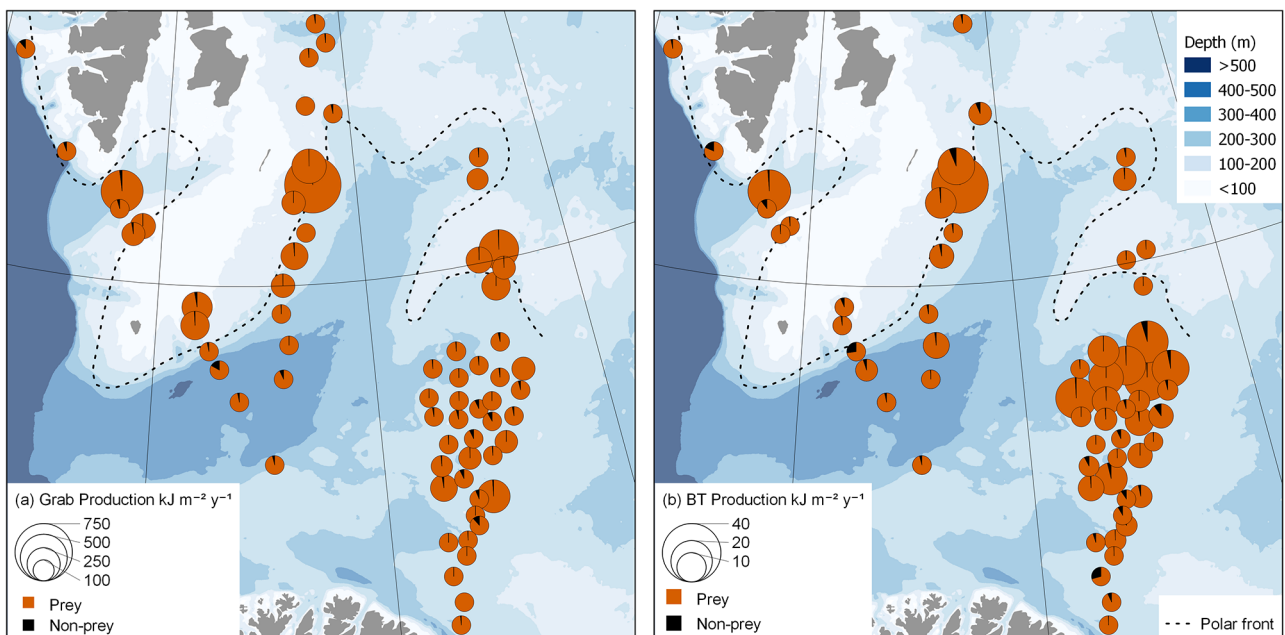 (a) Grab Production kJ m⁻² y⁻¹
750
500
250
100
Prey
Non-prey
Depth (m)
>500
400-500
300-400
200-300
100-200
<100
(b) BT Production kJ m⁻² y⁻¹
40
20
10
Prey
Non-prey
Polar front